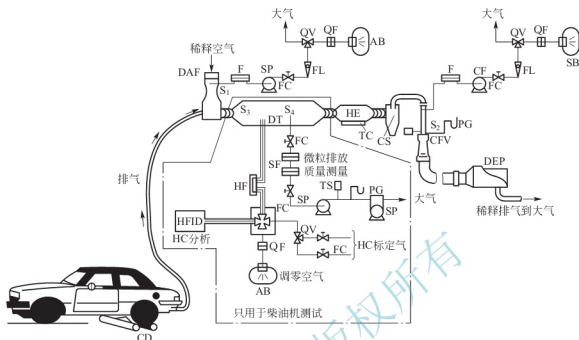 大气
QV
QF
AB
大气
QV
QF
SB
稀释空气
DAF
F
SP
FC
FL
F
CF
FC
FL
S₁
S₃
S₄
DT
HE
TC
CS
S₂
PG
CFV
FC
SF
微粒排放
质量测量
HF
TS
PG
SP
SP
大气
DEP
稀释排气到大气
排气
HFID
HC分析
FC
QF
QV
FC
HC标定气
AB
调零空气
只用于柴油机测试
CD
版权所有